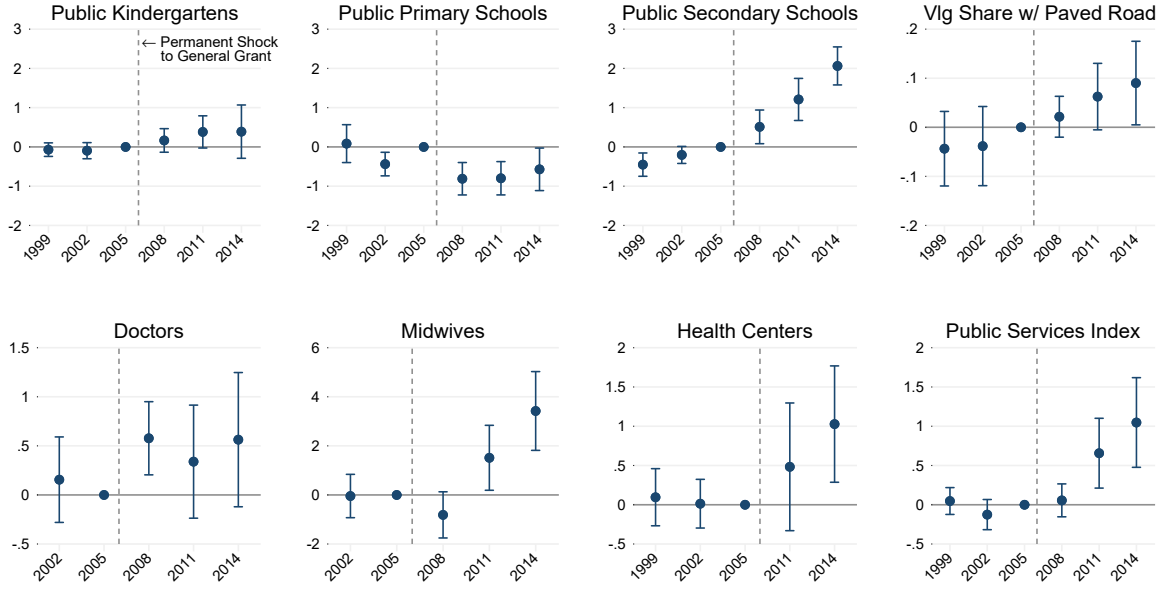 Public Kindergartens
3
2
1
0
-1
-2
← Permanent Shock
to General Grant
1999 2002 2005 2008 2011 2014
Public Primary Schools
3
2
1
0
-1
-2
1999 2002 2005 2008 2011 2014
Public Secondary Schools
3
2
1
0
-1
-2
1999 2002 2005 2008 2011 2014
Vlg Share w/ Paved Road
.2
.1
0
-.1
-.2
1999 2002 2005 2008 2011 2014
Doctors
1.5
1
.5
0
-.5
2002 2005 2008 2011 2014
Midwives
6
4
2
0
-2
2002 2005 2008 2011 2014
Health Centers
2
1.5
1
.5
0
-.5
1999 2002 2005 2011 2014
Public Services Index
2
1.5
1
.5
0
-.5
1999 2002 2005 2008 2011 2014